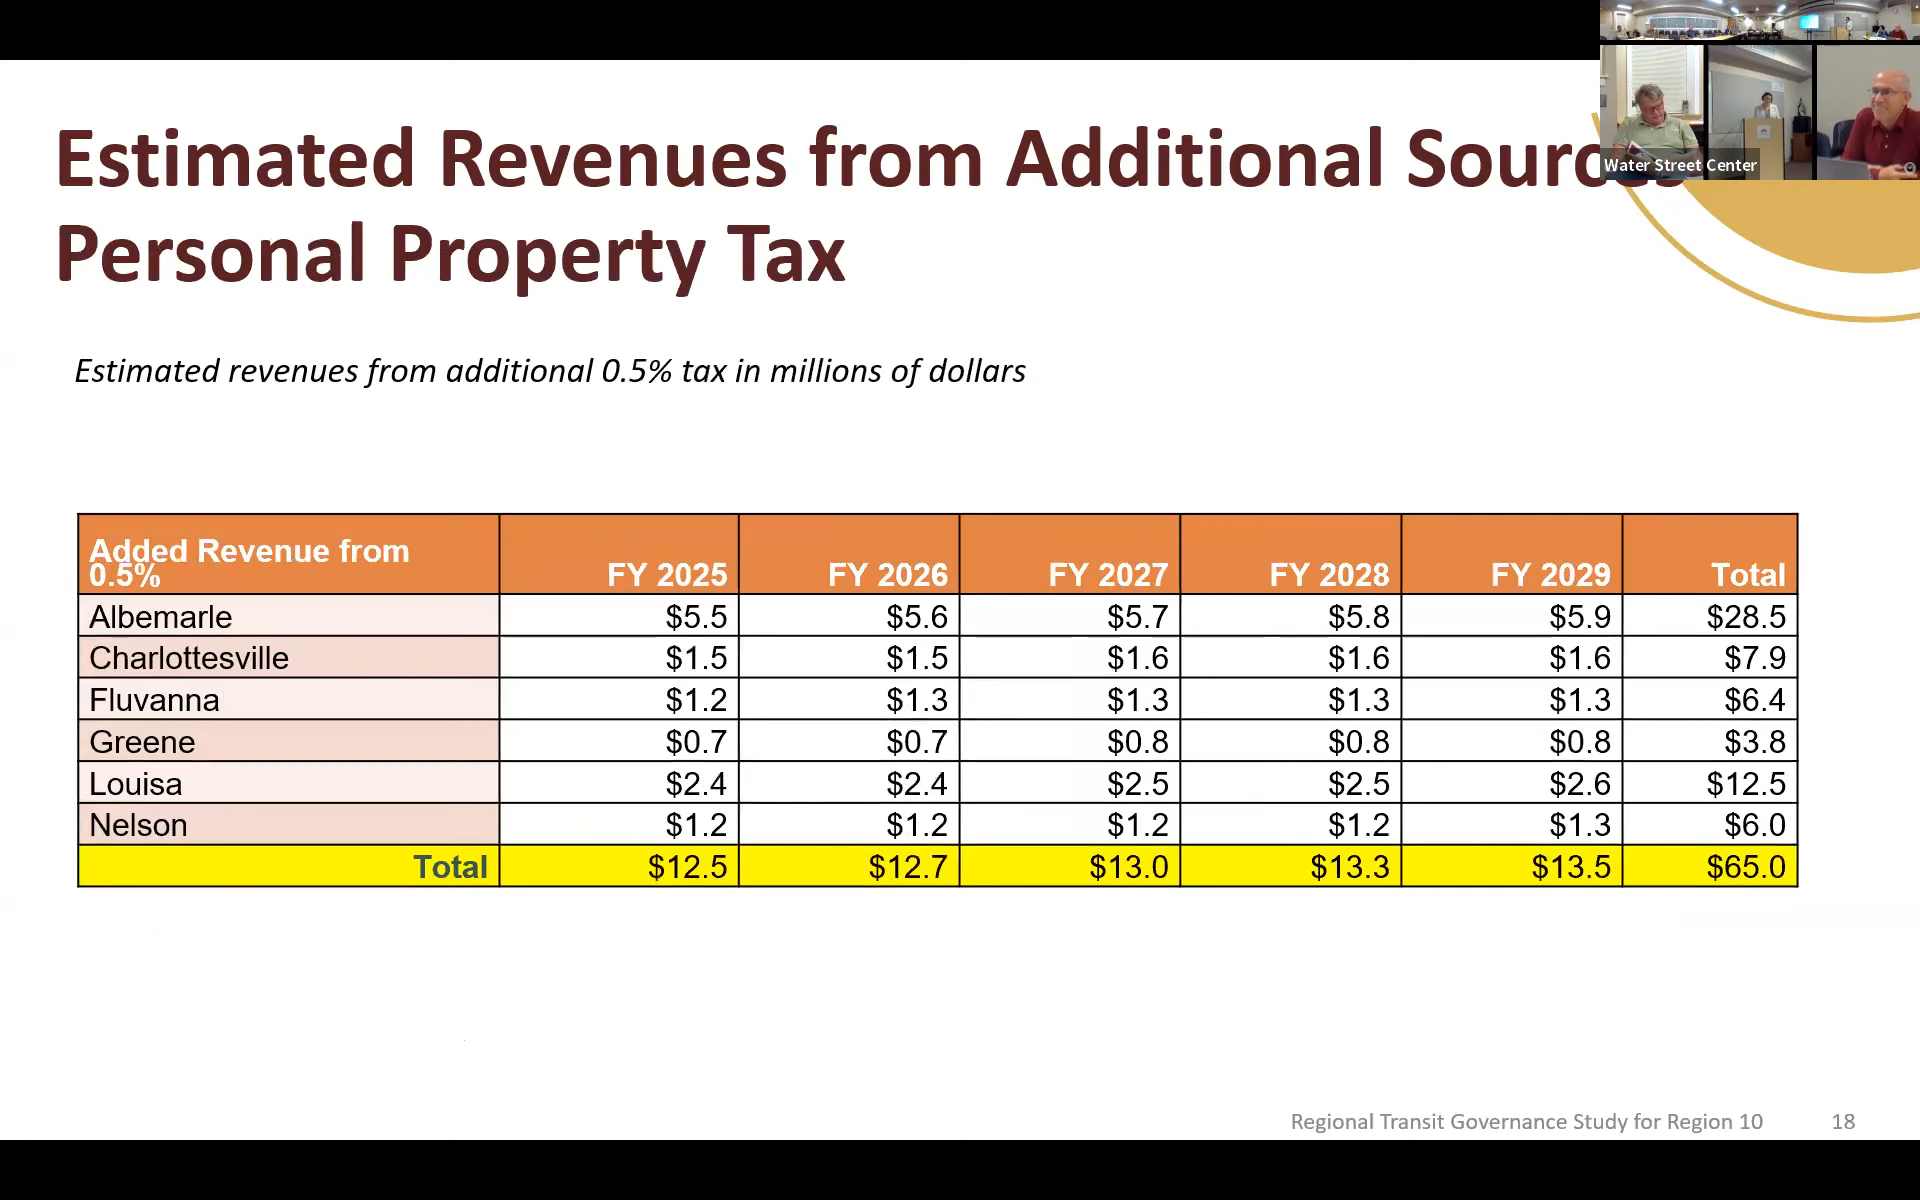 Estimated Revenues from Additional Sources
Personal Property Tax
Water Street Center
Estimated revenues from additional 0.5% tax in millions of dollars
Added Revenue from
0.5% FY 2025 FY 2026 FY 2027 FY 2028 FY 2029 Total
Albemarle $5.5 $5.6 $5.7 $5.8 $5.9 $28.5
Charlottesville $1.5 $1.5 $1.6 $1.6 $1.6 $7.9
Fluvanna $1.2 $1.3 $1.3 $1.3 $1.3 $6.4
Greene $0.7 $0.7 $0.8 $0.8 $0.8 $3.8
Louisa $2.4 $2.4 $2.5 $2.5 $2.6 $12.5
Nelson $1.2 $1.2 $1.2 $1.2 $1.3 $6.0
Total $12.5 $12.7 $13.0 $13.3 $13.5 $65.0
Regional Transit Governance Study for Region 10 18